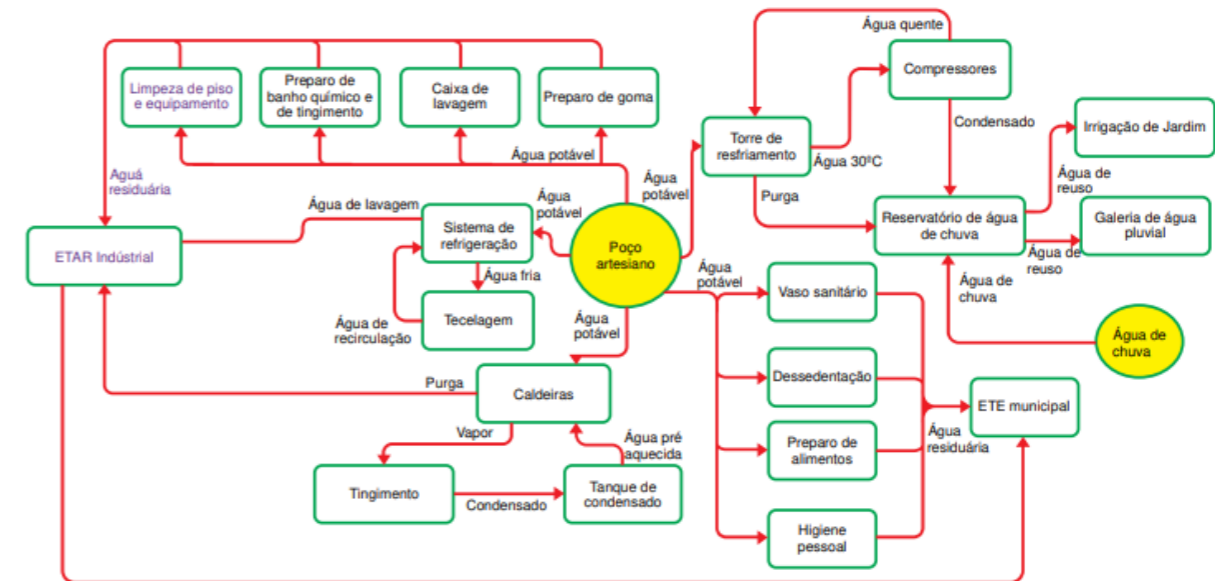 Água quente
Limpeza de piso
e equipamento
Preparo de
banho químico e
de tingimento
Caixa de
lavagem
Preparo de goma
Compressores
Torre de
resfriamento
Condensado
Irrigação de Jardim
Água potável
Água 30ºC
Aguá
residuária
Água
potável
Purga
Água de
reuso
Água de lavagem
Sistema de
refrigeração
Água
potável
Poço
artesiano
Reservatório de água
de chuva
Galeria de água
pluvial
ETAR Indústrial
Água fria
Água
potável
Água de
reuso
Vaso sanitário
Água de
chuva
Tecelagem
Água de
recirculação
Água
potável
Água de
chuva
Purga
Caldeiras
Dessedentação
ETE municipal
Vapor
Água pré
aquecida
Preparo de
alimentos
Água
residuária
Tingimento
Condensado
Tanque de
condensado
Higiene
pessoal